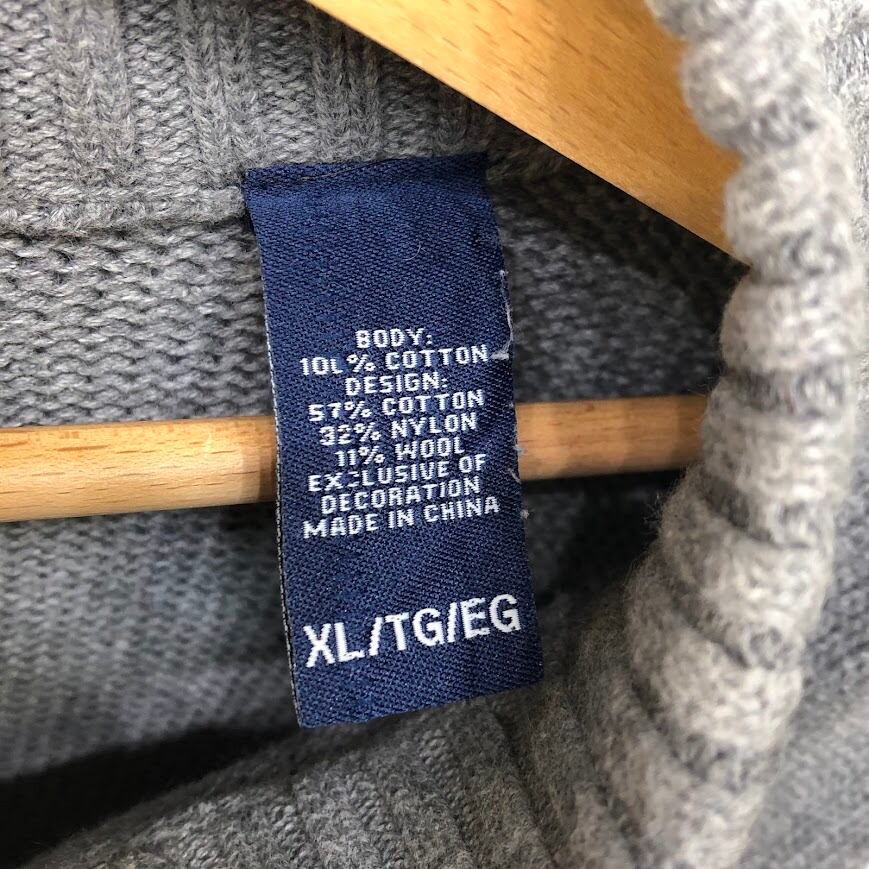 BODY:
100% COTTON
DESIGN:
57% COTTON
32% NYLON
11% WOOL
EXCLUSIVE OF
DECORATION
MADE IN CHINA
XL/TG/EG